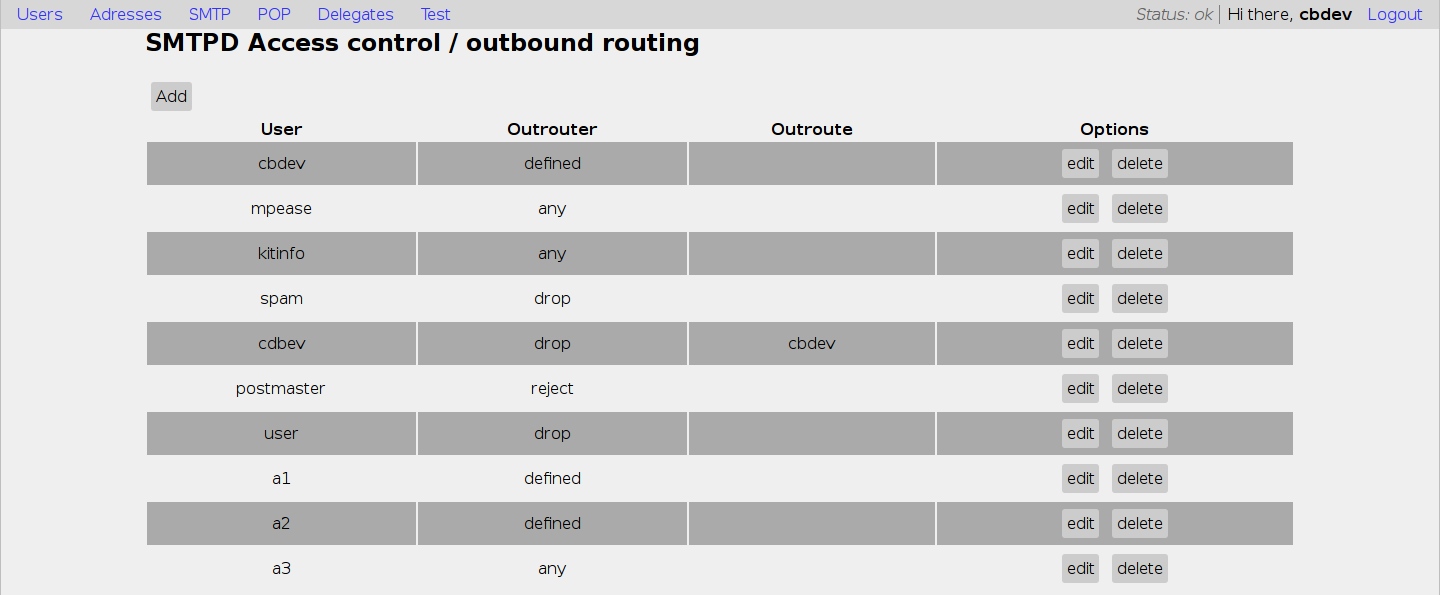 Users Adresses SMTP POP Delegates Test Status: ok Hi there, cbdev Logout
SMTPD Access control / outbound routing
Add
User Outrouter Outroute Options
cbdev defined edit delete
mpease any edit delete
kitinfo any edit delete
spam drop edit delete
cdbev drop cbdev edit delete
postmaster reject edit delete
user drop edit delete
a1 defined edit delete
a2 defined edit delete
a3 any edit delete